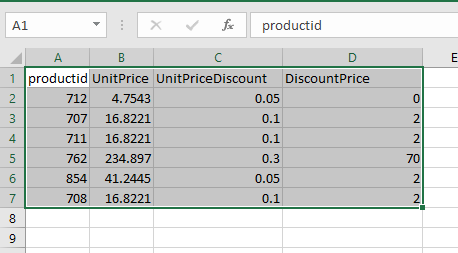 A1 fx productid
A B C D E
1 productid UnitPrice UnitPriceDiscount DiscountPrice
2 712 4.7543 0.05 0
3 707 16.8221 0.1 2
4 711 16.8221 0.1 2
5 762 234.897 0.3 70
6 854 41.2445 0.05 2
7 708 16.8221 0.1 2
8
9